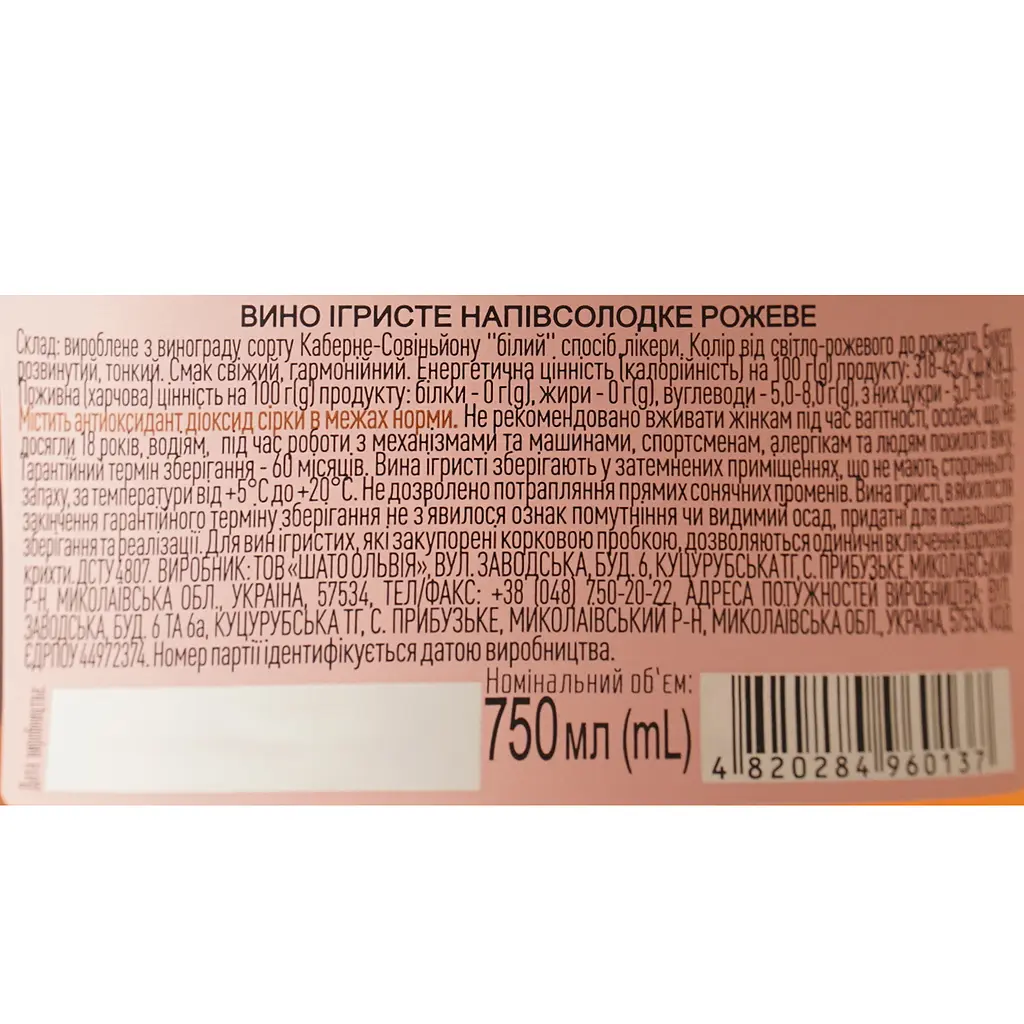 ВИНО ІГРИСТЕ НАПІВСОЛОДКЕ РОЖЕВЕ
Склад: вироблене з винограду сорту Каберне-Совіньйону "білий" спосіб, лікери. Колір від світло-рожевого до рожевого. Букет
розвинутий, тонкий. Смак свіжий, гармонійний. Енергетична цінність (калорійність) на 100 г(g) продукту:
Поживна (харчова) цінність на 100 г(g) продукту: білки - 0 г(g), жири - 0 г(g), вуглеводи - 5,0-8,0 г(g), з них цукри - 5,0-8,0 г(g).
Містить антиоксидант діоксид сірки в межах норми. Не рекомендовано вживати жінкам під час вагітності, особам, що не
досягли 18 років, водіям, під час роботи з механізмами та машинами, спортсменам, алергікам та людям похилого віку.
Гарантійний термін зберігання - 60 місяців. Вина ігристі зберігають у затемнених приміщеннях, що не мають стороннього
запаху, за температури від +5°С до +20°С. Не дозволено потрапляння прямих сонячних променів. Вина ігристі, в яких після
закінчення гарантійного терміну зберігання не з'явилося ознак помутніння чи видимий осад, придатні для подальшого
зберігання та реалізації. Для вин ігристих, які закупорені корковою пробкою, дозволяються одиничні включення коркової
крихти. ДСТУ 4807. ВИРОБНИК: ТОВ «ШАТО ОЛЬВІЯ», ВУЛ. ЗАВОДСЬКА, БУД. 6, КУЦУРУБСЬКА ТГ, С. ПРИБУЗЬКЕ, МИКОЛАЇВСЬКИЙ
Р-Н, МИКОЛАЇВСЬКА ОБЛ., УКРАЇНА, 57534, ТЕЛ/ФАКС: +38 (048) 750-20-22, АДРЕСА ПОТУЖНОСТЕЙ ВИРОБНИЦТВА: ВУЛ.
ЗАВОДСЬКА, БУД. 6 ТА 6а, КУЦУРУБСЬКА ТГ, С. ПРИБУЗЬКЕ, МИКОЛАЇВСЬКИЙ Р-Н, МИКОЛАЇВСЬКА ОБЛ., УКРАЇНА, 57534, КОД
ЄДРПОУ 44972374. Номер партії ідентифікується датою виробництва.
Дата виробництва:
Номінальний об'єм:
750 мл (mL)
4 820284 960137